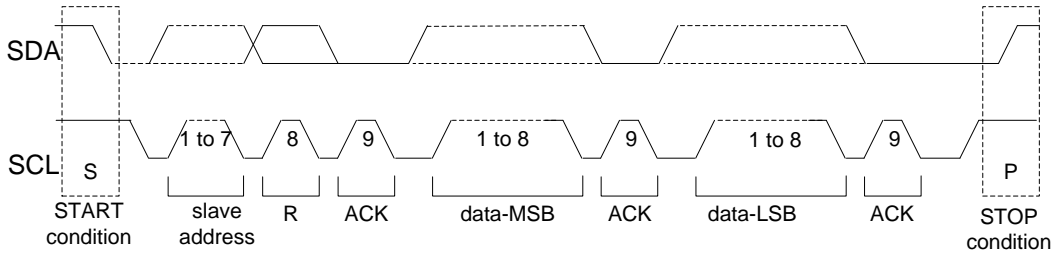 SDA
1 to 7 8 9 1 to 8 9 1 to 8 9
SCL
S
P
START
condition
slave
address
R
ACK
data-MSB
ACK
data-LSB
ACK
STOP
condition